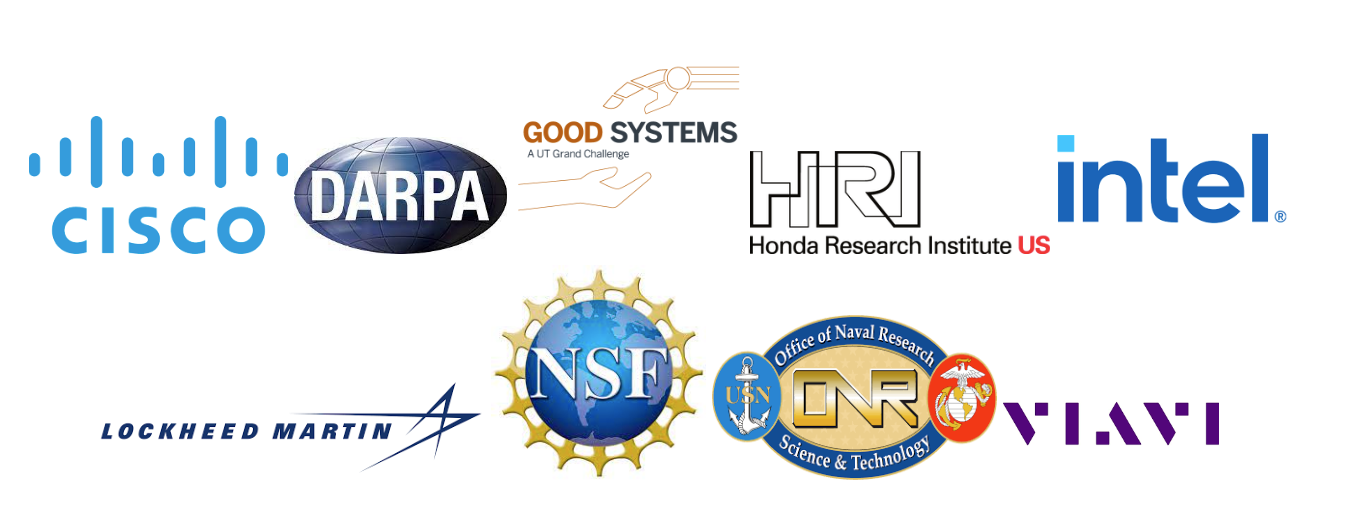 CISCO
DARPA
GOOD SYSTEMS
A UT Grand Challenge
HRI
Honda Research Institute US
intel®
LOCKHEED MARTIN
NSF
Office of Naval Research
USN
ONR
Science & Technology
VIAVI